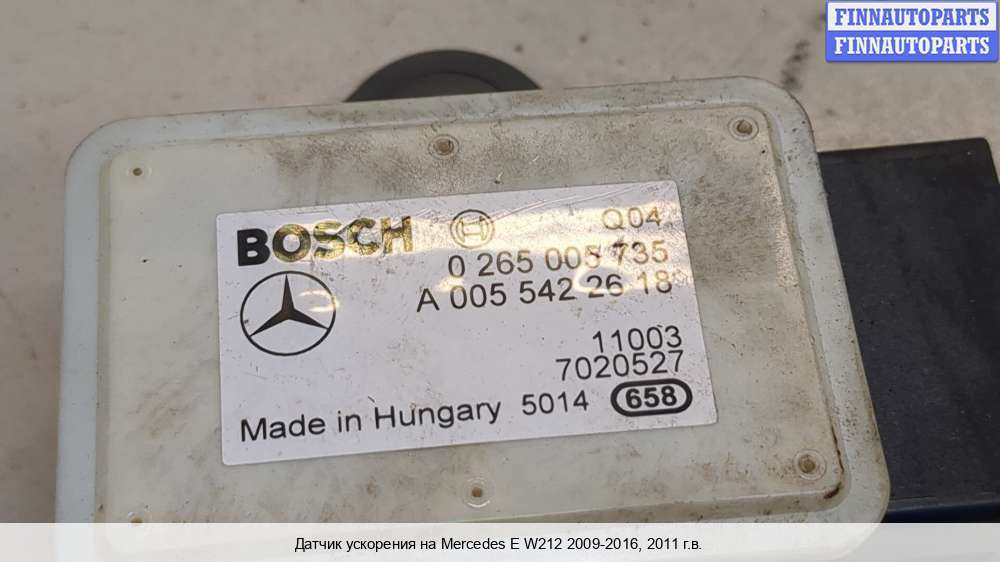 FINNAUTOPARTS
FINNAUTOPARTS
BOSCH Q04
0 265 005 735
A 005 542 26 18
11003
7020527
Made in Hungary 5014 658
Датчик ускорения на Mercedes E W212 2009-2016, 2011 г.в.